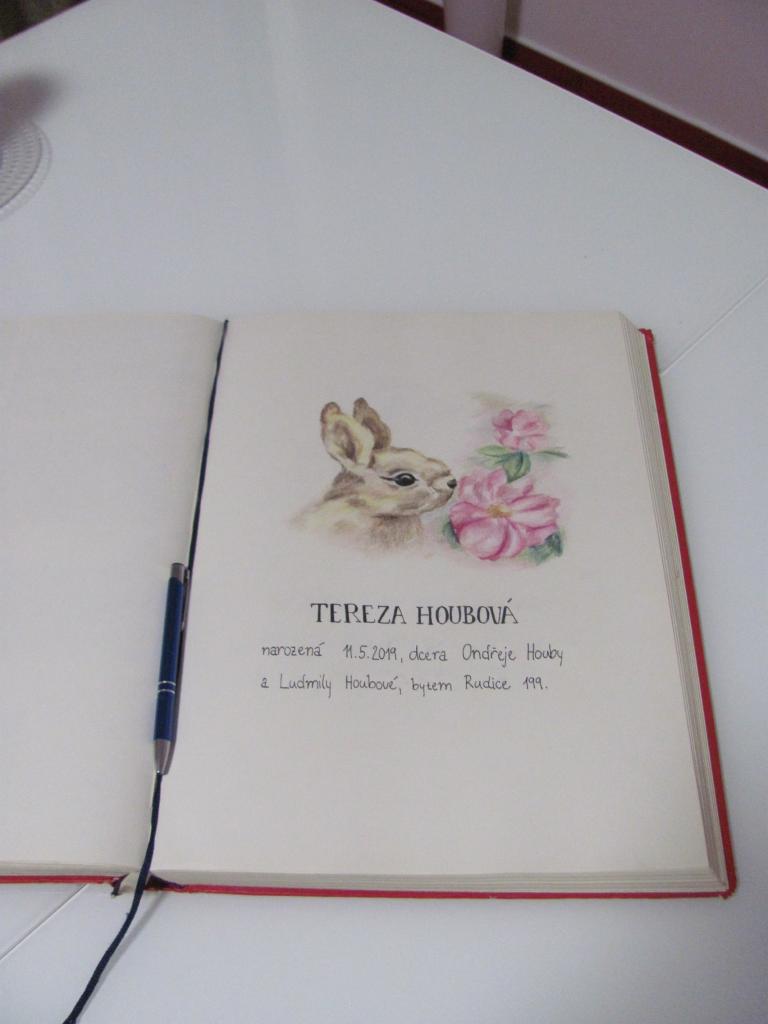 TEREZA HOUBOVÁ
narozená 11.5.2019, dcera Ondřeje Houby
a Ludmily Houbové, bytem Rudice 199.